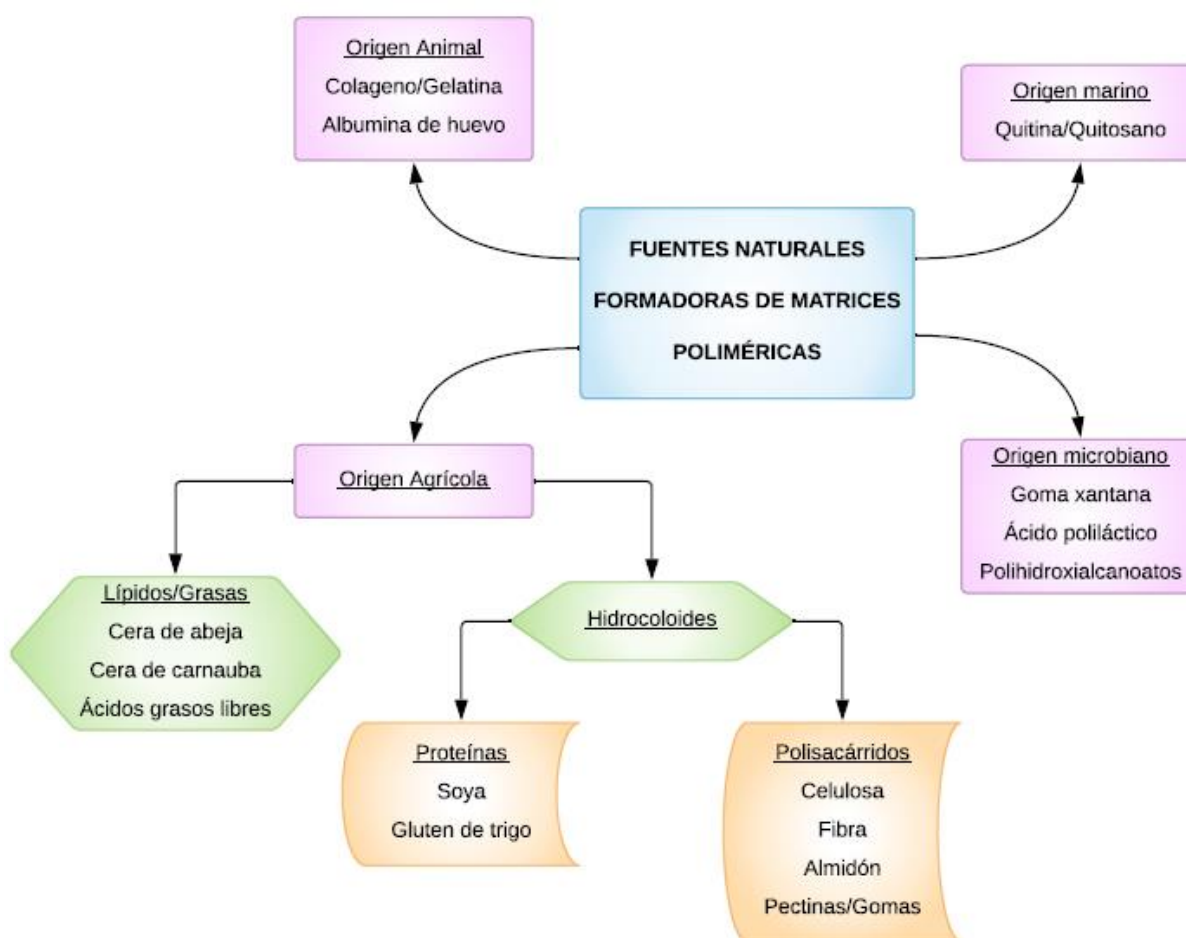 Origen Animal
Colageno/Gelatina
Albumina de huevo
Origen marino
Quitina/Quitosano
FUENTES NATURALES
FORMADORAS DE MATRICES
POLIMÉRICAS
Origen Agrícola
Origen microbiano
Goma xantana
Ácido poliláctico
Polihidroxialcanoatos
Lípidos/Grasas
Cera de abeja
Cera de carnauba
Ácidos grasos libres
Hidrocoloides
Proteínas
Soya
Gluten de trigo
Polisacárridos
Celulosa
Fibra
Almidón
Pectinas/Gomas